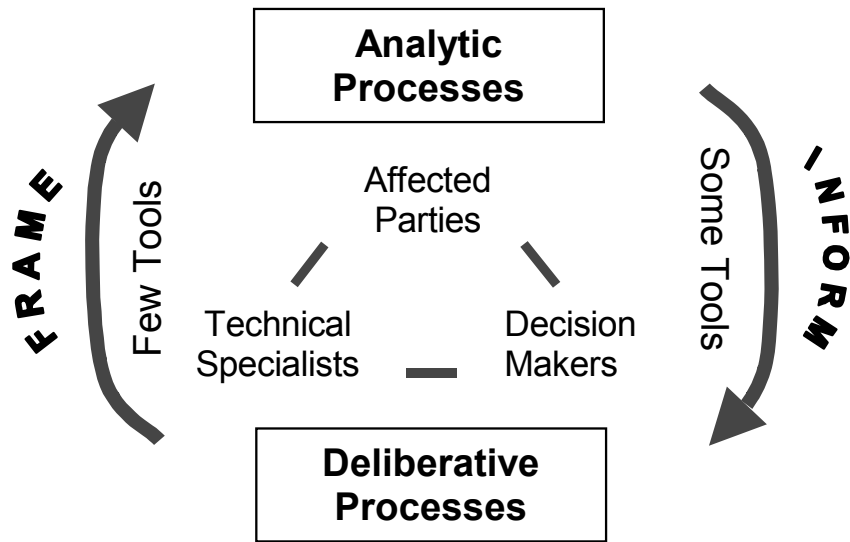 Analytic
Processes
FRAME
Few Tools
Affected
Parties
Some Tools
INFORM
Technical
Specialists
Decision
Makers
Deliberative
Processes